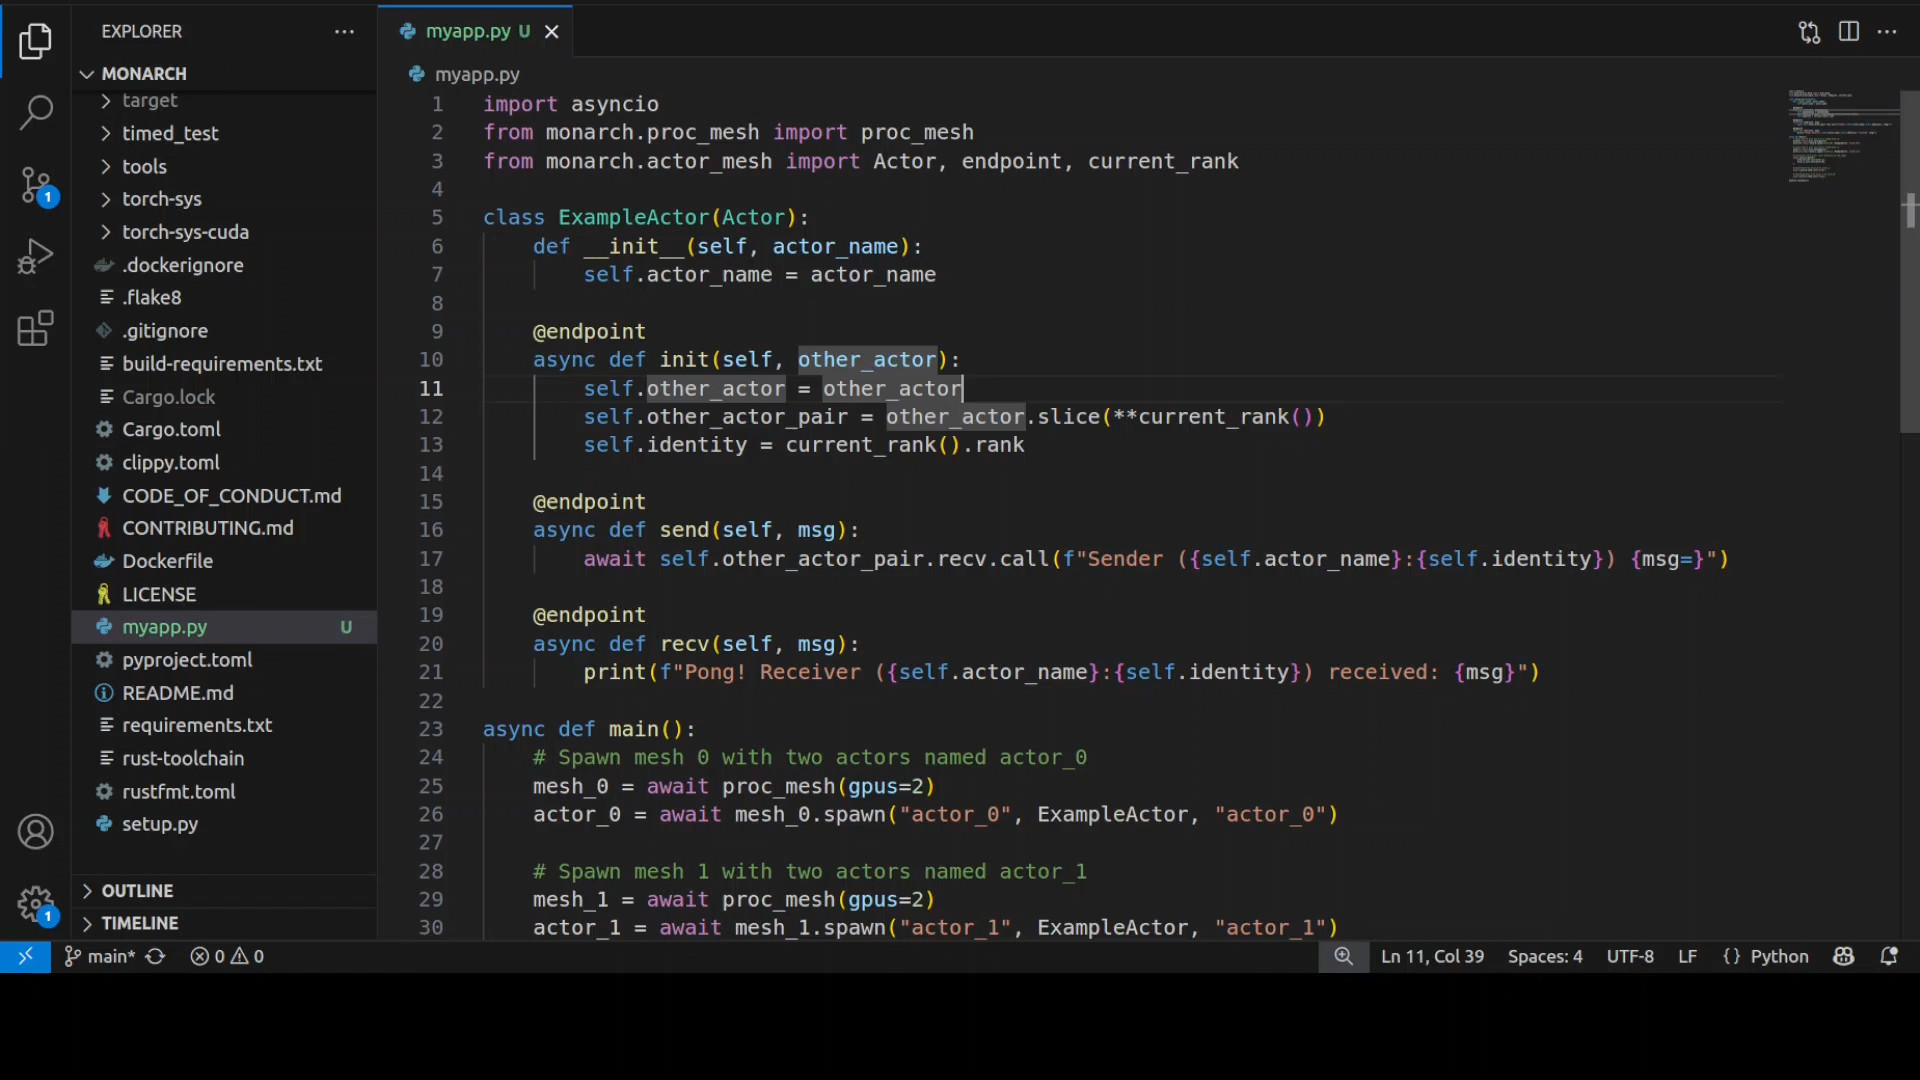 EXPLORER
MONARCH
target
timed_test
tools
torch-sys
torch-sys-cuda
.dockerignore
.flake8
.gitignore
build-requirements.txt
Cargo.lock
Cargo.toml
clippy.toml
CODE_OF_CONDUCT.md
CONTRIBUTING.md
Dockerfile
LICENSE
myapp.py U
pyproject.toml
README.md
requirements.txt
rust-toolchain
rustfmt.toml
setup.py
OUTLINE
TIMELINE
1
1
myapp.py U
myapp.py
1 import asyncio
2 from monarch.proc_mesh import proc_mesh
3 from monarch.actor_mesh import Actor, endpoint, current_rank
4
5 class ExampleActor(Actor):
6 def __init__(self, actor_name):
7 self.actor_name = actor_name
8
9 @endpoint
10 async def init(self, other_actor):
11 self.other_actor = other_actor
12 self.other_actor_pair = other_actor.slice(**current_rank())
13 self.identity = current_rank().rank
14
15 @endpoint
16 async def send(self, msg):
17 await self.other_actor_pair.recv.call(f"Sender ({self.actor_name}:{self.identity}) {msg=}")
18
19 @endpoint
20 async def recv(self, msg):
21 print(f"Pong! Receiver ({self.actor_name}:{self.identity}) received: {msg}")
22
23 async def main():
24 # Spawn mesh 0 with two actors named actor_0
25 mesh_0 = await proc_mesh(gpus=2)
26 actor_0 = await mesh_0.spawn("actor_0", ExampleActor, "actor_0")
27
28 # Spawn mesh 1 with two actors named actor_1
29 mesh_1 = await proc_mesh(gpus=2)
30 actor_1 = await mesh_1.spawn("actor_1", ExampleActor, "actor_1")
main* 0 0 Ln 11, Col 39 Spaces: 4 UTF-8 LF {} Python